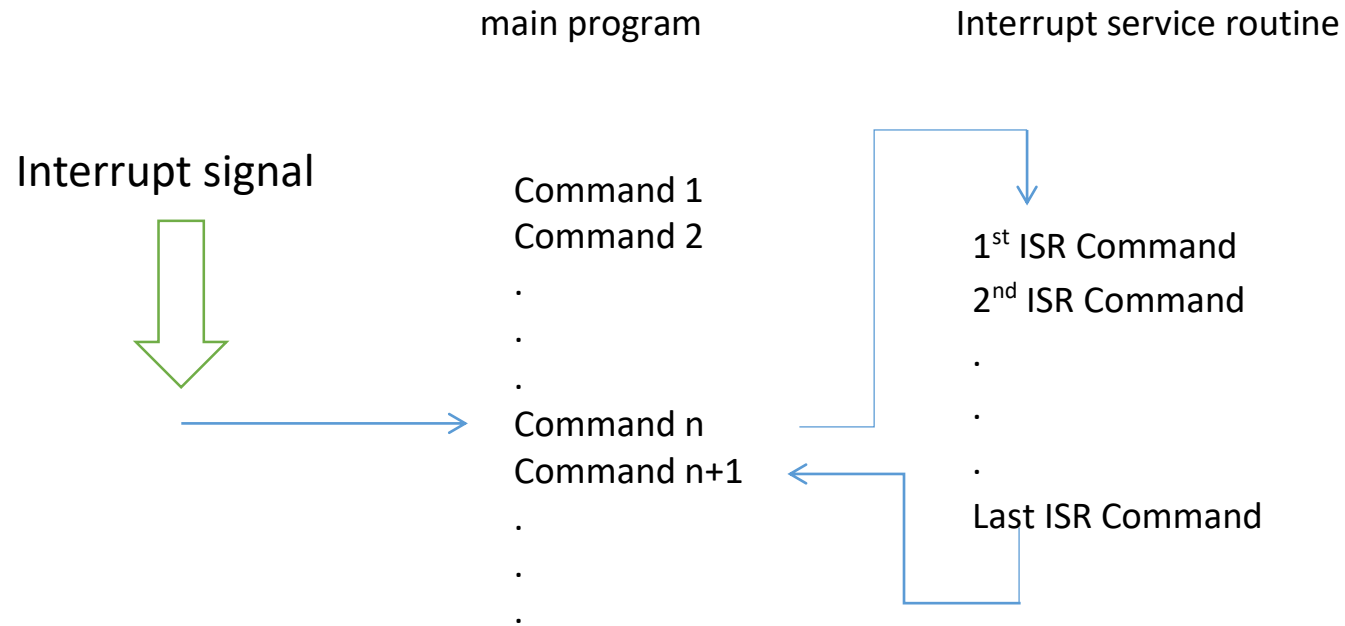 main program
Interrupt service routine
Interrupt signal
Command 1
Command 2
.
.
.
Command n
Command n+1
.
.
.
1st ISR Command
2nd ISR Command
.
.
.
Last ISR Command